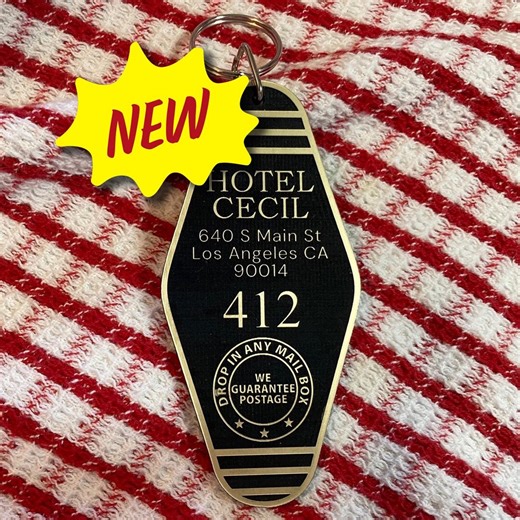 NEW
HOTEL
CECIL
640 S Main St
Los Angeles CA
90014
412
DROP IN ANY MAIL BOX
WE
GUARANTEE
POSTAGE